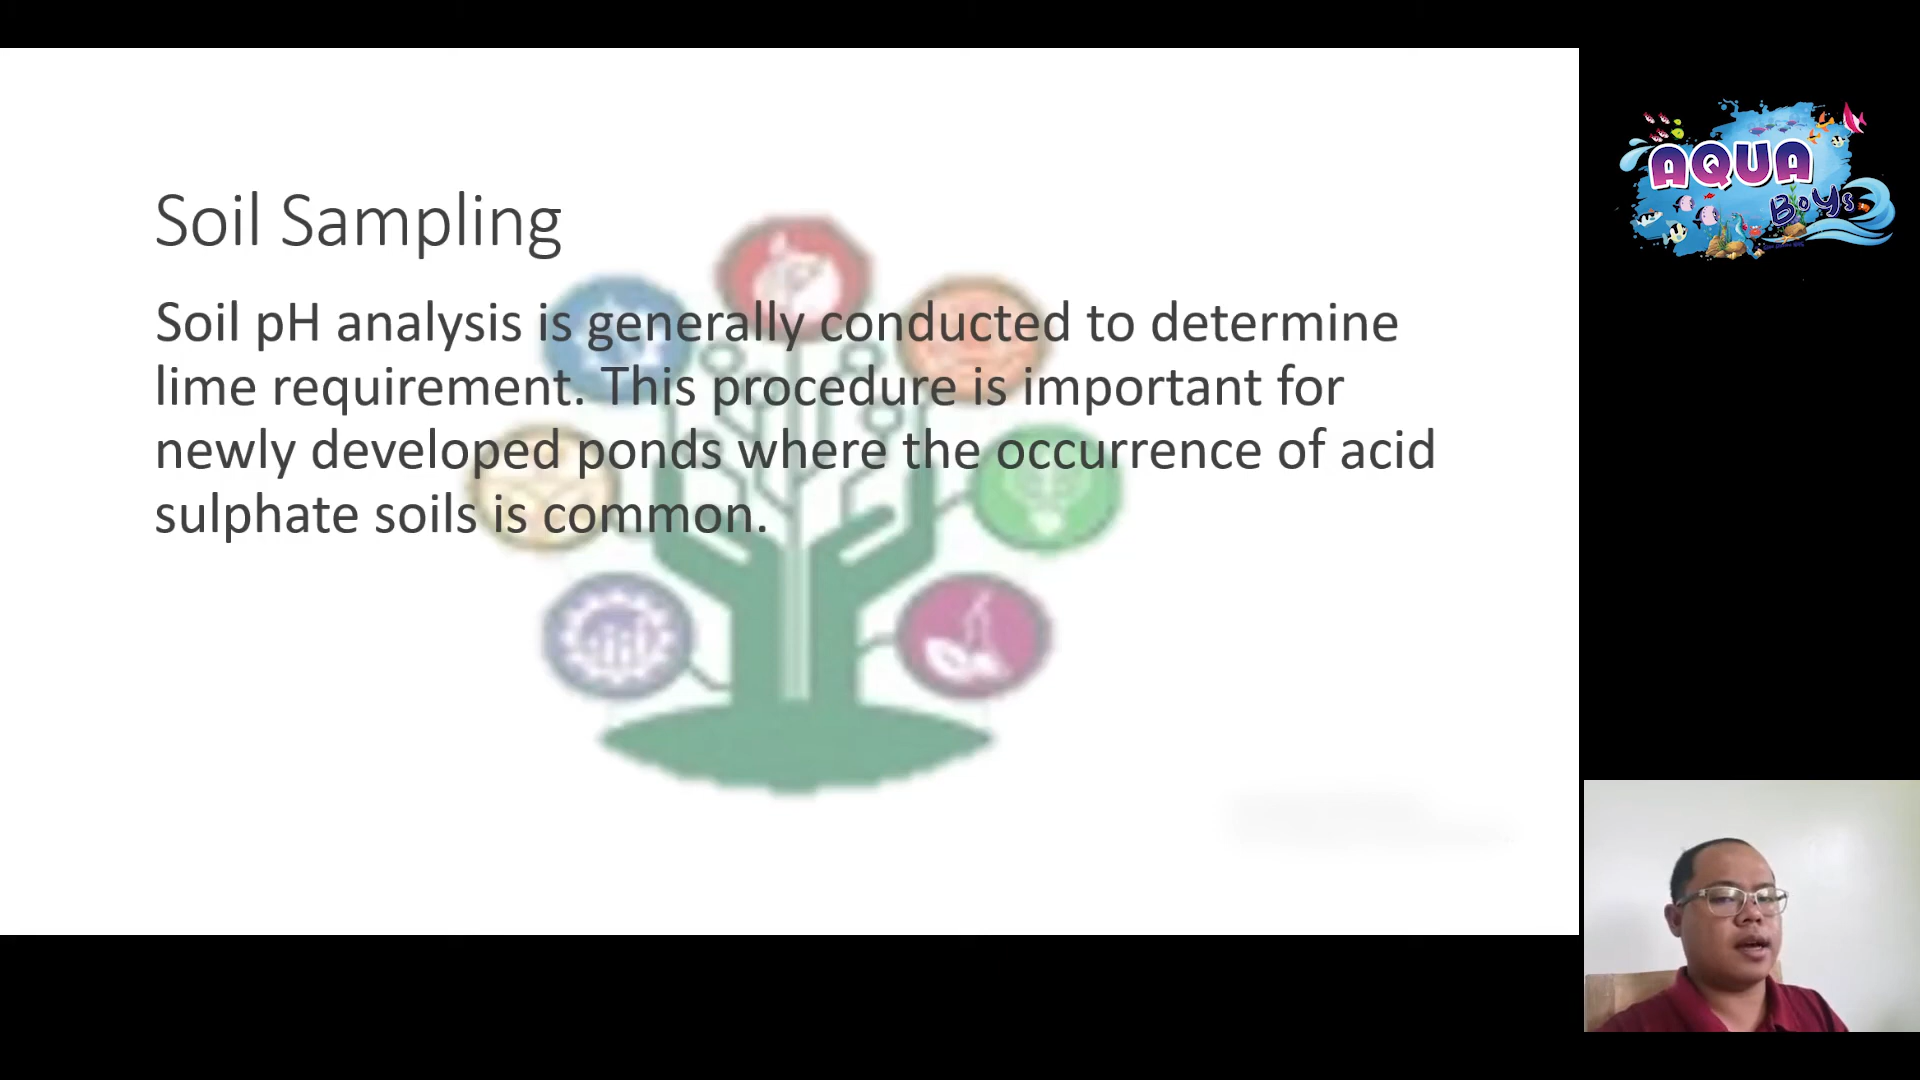 Soil Sampling
Soil pH analysis is generally conducted to determine
lime requirement. This procedure is important for
newly developed ponds where the occurrence of acid
sulphate soils is common.
AQUA
Boys